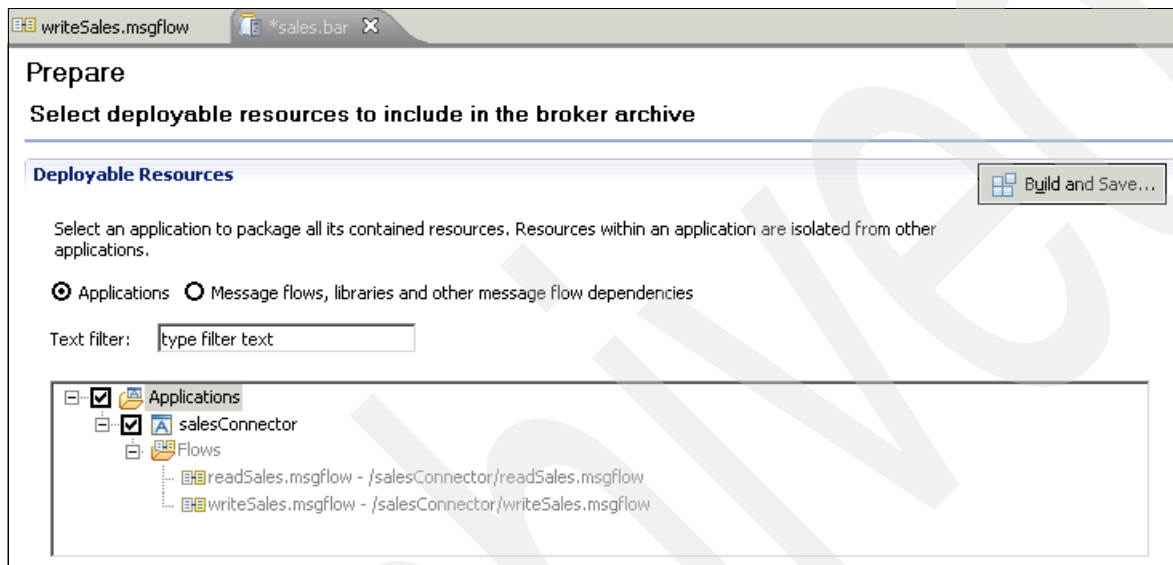 writeSales.msgflow
*sales.bar
Prepare
Select deployable resources to include in the broker archive
Deployable Resources
Build and Save...
Select an application to package all its contained resources. Resources within an application are isolated from other
applications.
Applications
Message flows, libraries and other message flow dependencies
Text filter:
type filter text
Applications
salesConnector
Flows
readSales.msgflow - /salesConnector/readSales.msgflow
writeSales.msgflow - /salesConnector/writeSales.msgflow